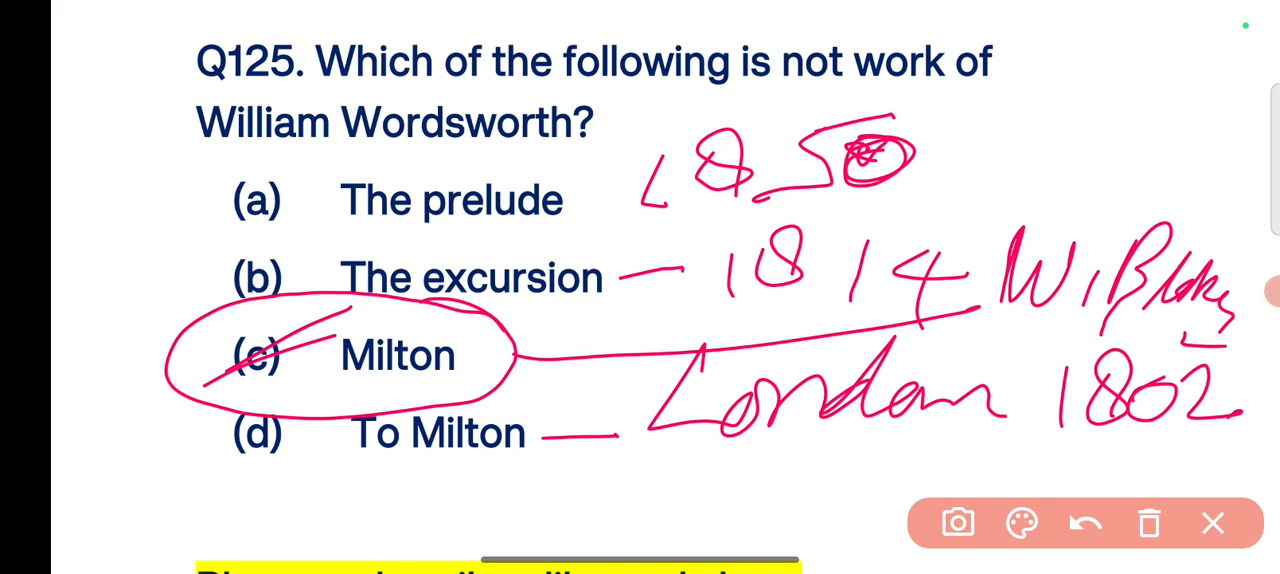 Q125. Which of the following is not work of
William Wordsworth?
(a) The prelude 1850
(b) The excursion — 1814 W. Blake
(c) Milton
(d) To Milton — London 1802